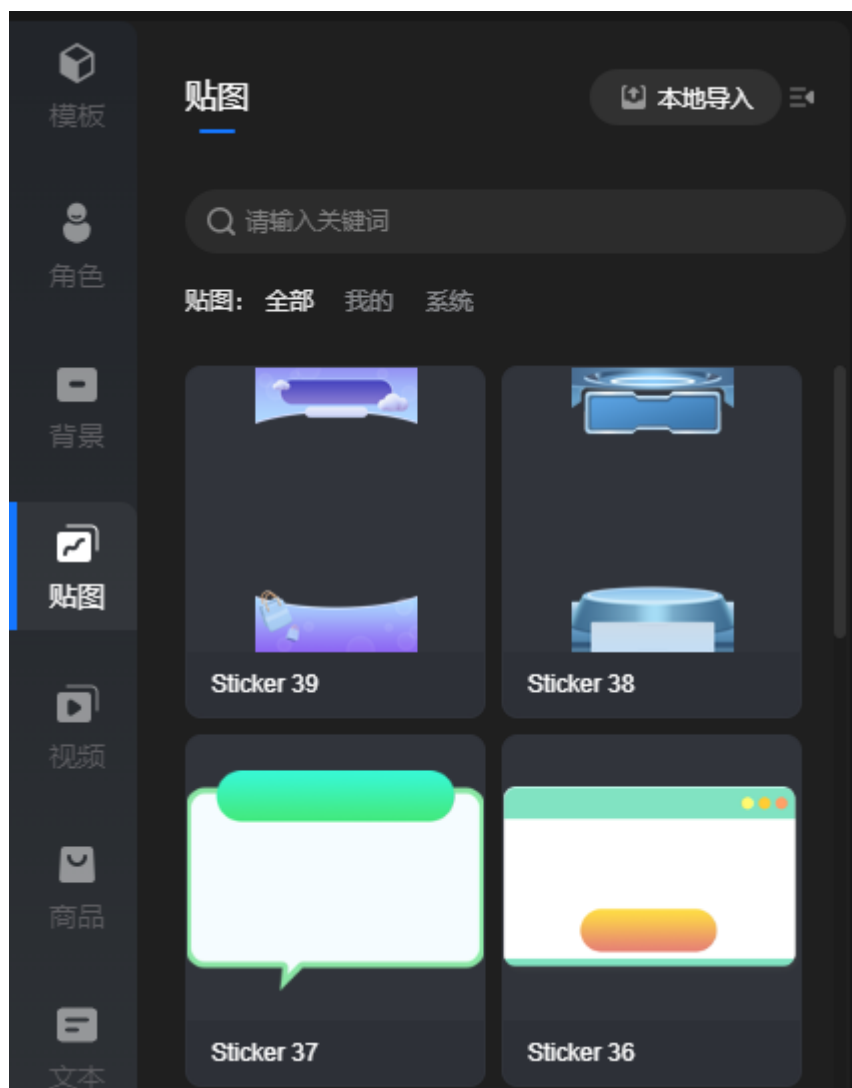 模板
角色
背景
贴图
视频
商品
文本
贴图
本地导入
请输入关键词
贴图： 全部 我的 系统
Sticker 39
Sticker 38
Sticker 37
Sticker 36